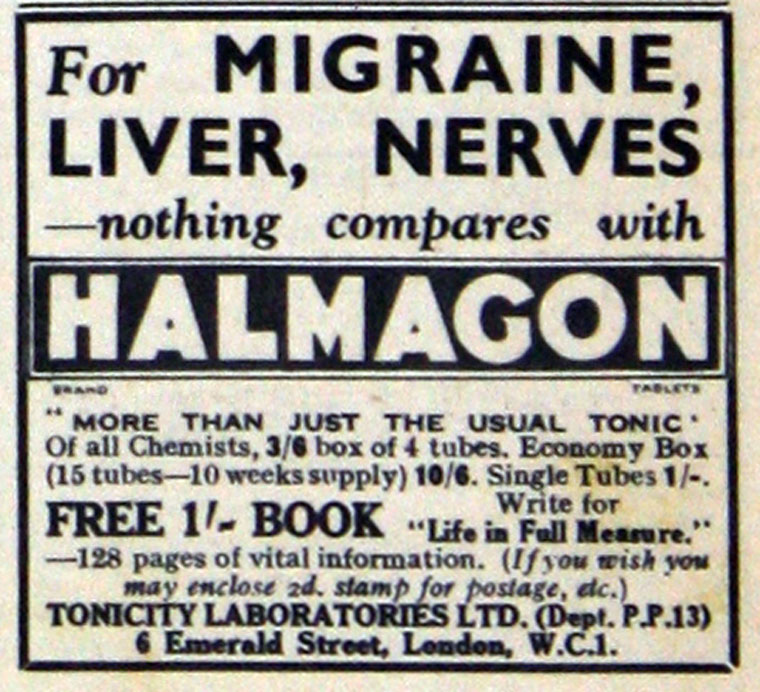 For MIGRAINE,
LIVER, NERVES
—nothing compares with
HALMAGON
BRAND TABLETS
"MORE THAN JUST THE USUAL TONIC'
Of all Chemists, 3/6 box of 4 tubes. Economy Box
(15 tubes—10 weeks supply) 10/6. Single Tubes 1/-.
FREE 1/- BOOK Write for
"Life in Full Measure."
—128 pages of vital information. (If you wish you
may enclose 2d. stamp for postage, etc.)
TONICITY LABORATORIES LTD. (Dept. P.P.13)
6 Emerald Street, London, W.C.1.